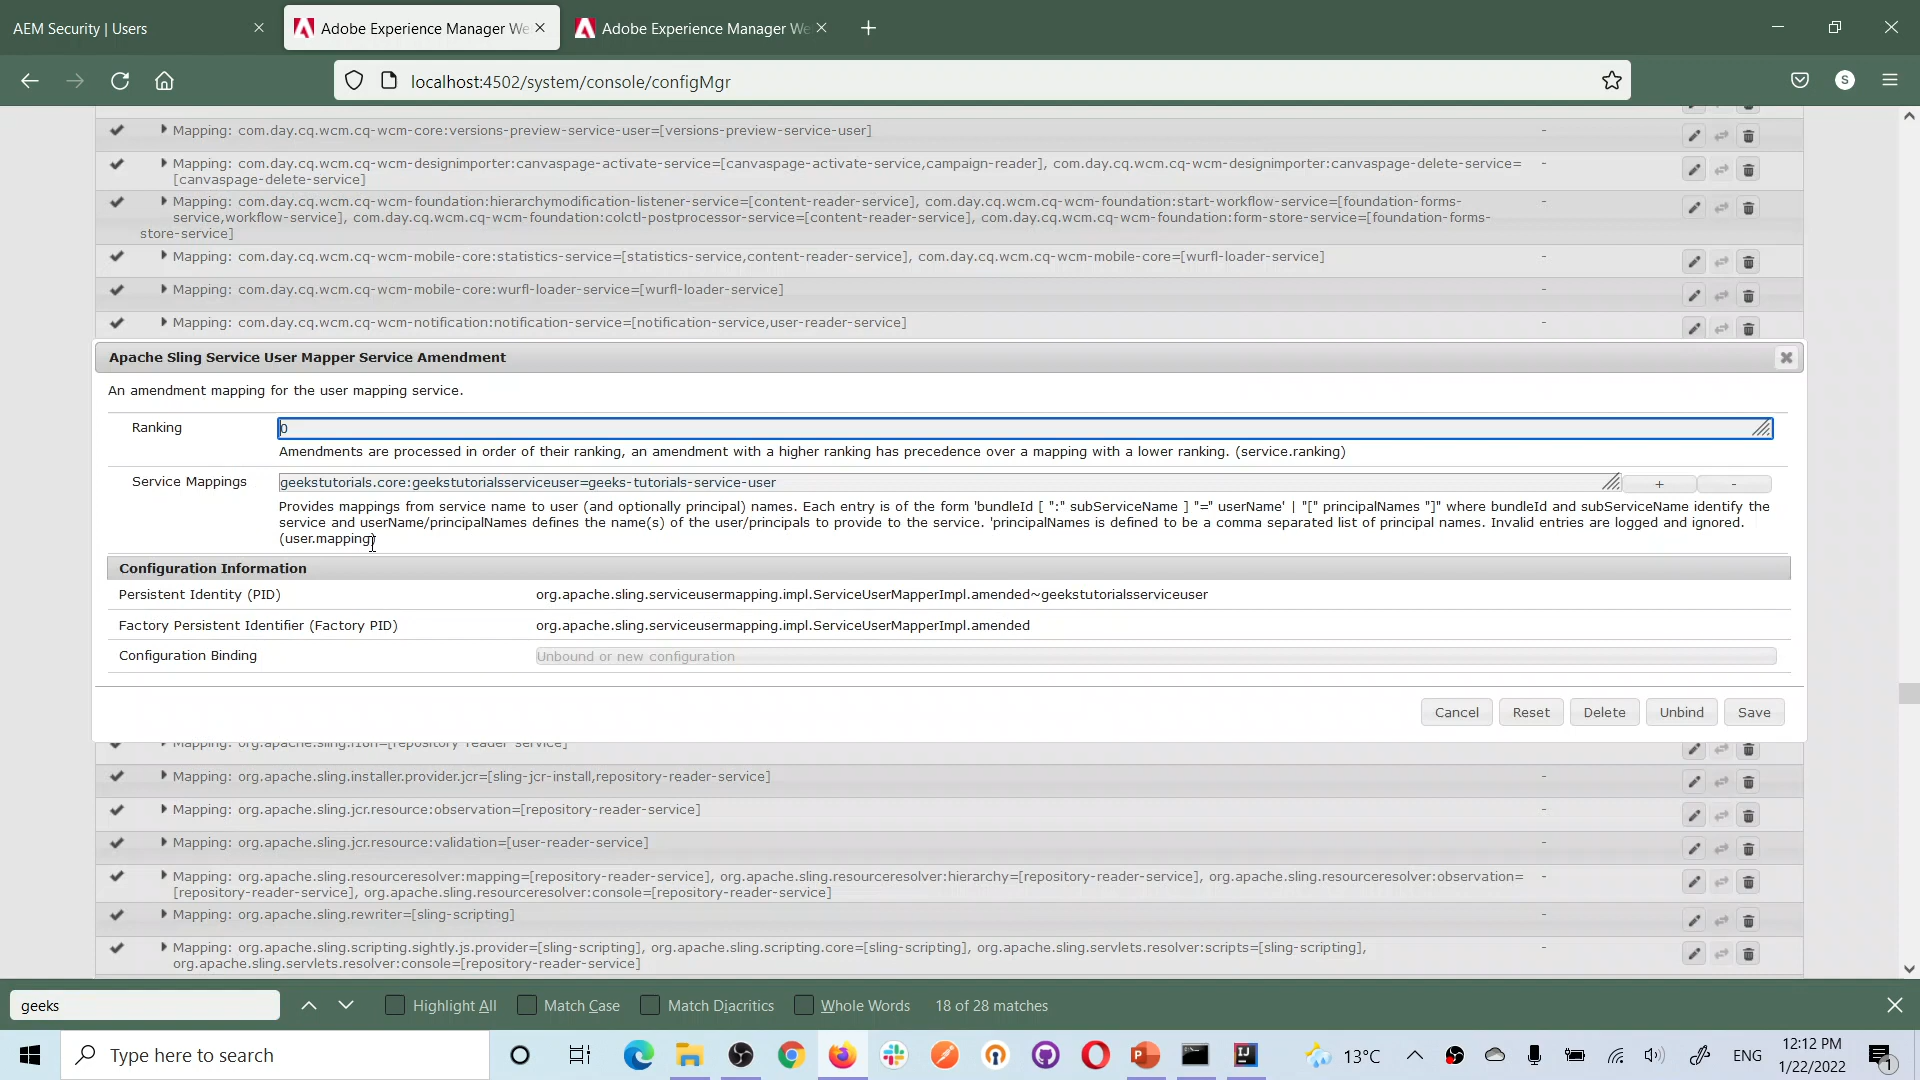 AEM Security | Users
Adobe Experience Manager We
Adobe Experience Manager We
localhost:4502/system/console/configMgr
S
Mapping: com.day.cq.wcm.cq-wcm-core:versions-preview-service-user=[versions-preview-service-user] -
Mapping: com.day.cq.wcm.cq-wcm-designimporter:canvaspage-activate-service=[canvaspage-activate-service,campaign-reader], com.day.cq.wcm.cq-wcm-designimporter:canvaspage-delete-service= -
[canvaspage-delete-service]
Mapping: com.day.cq.wcm.cq-wcm-foundation:hierarchymodification-listener-service=[content-reader-service], com.day.cq.wcm.cq-wcm-foundation:start-workflow-service=[foundation-forms- -
service,workflow-service], com.day.cq.wcm.cq-wcm-foundation:colctl-postprocessor-service=[content-reader-service], com.day.cq.wcm.cq-wcm-foundation:form-store-service=[foundation-forms-
store-service]
Mapping: com.day.cq.wcm.cq-wcm-mobile-core:statistics-service=[statistics-service,content-reader-service], com.day.cq.wcm.cq-wcm-mobile-core=[wurfl-loader-service] -
Mapping: com.day.cq.wcm.cq-wcm-mobile-core:wurfl-loader-service=[wurfl-loader-service] -
Mapping: com.day.cq.wcm.cq-wcm-notification:notification-service=[notification-service,user-reader-service] -
Apache Sling Service User Mapper Service Amendment
An amendment mapping for the user mapping service.
Ranking 0
Amendments are processed in order of their ranking, an amendment with a higher ranking has precedence over a mapping with a lower ranking. (service.ranking)
Service Mappings geekstutorials.core:geekstutorialsserviceuser=geeks-tutorials-service-user + -
Provides mappings from service name to user (and optionally principal) names. Each entry is of the form 'bundleId [ ":" subServiceName ] "=" userName' | "[" principalNames "]" where bundleId and subServiceName identify the
service and userName/principalNames defines the name(s) of the user/principals to provide to the service. 'principalNames is defined to be a comma separated list of principal names. Invalid entries are logged and ignored.
(user.mapping)
Configuration Information
Persistent Identity (PID) org.apache.sling.serviceusermapping.impl.ServiceUserMapperImpl.amended~geekstutorialsserviceuser
Factory Persistent Identifier (Factory PID) org.apache.sling.serviceusermapping.impl.ServiceUserMapperImpl.amended
Configuration Binding Unbound or new configuration
Cancel Reset Delete Unbind Save
Mapping: org.apache.sling.i18n=[repository-reader-service]
Mapping: org.apache.sling.installer.provider.jcr=[sling-jcr-install,repository-reader-service] -
Mapping: org.apache.sling.jcr.resource:observation=[repository-reader-service] -
Mapping: org.apache.sling.jcr.resource:validation=[user-reader-service] -
Mapping: org.apache.sling.resourceresolver:mapping=[repository-reader-service], org.apache.sling.resourceresolver:hierarchy=[repository-reader-service], org.apache.sling.resourceresolver:observation= -
[repository-reader-service], org.apache.sling.resourceresolver:console=[repository-reader-service]
Mapping: org.apache.sling.rewriter=[sling-scripting] -
Mapping: org.apache.sling.scripting.sightly.js.provider=[sling-scripting], org.apache.sling.scripting.core=[sling-scripting], org.apache.sling.servlets.resolver:scripts=[sling-scripting], -
org.apache.sling.servlets.resolver:console=[repository-reader-service]
geeks Highlight All Match Case Match Diacritics Whole Words 18 of 28 matches
Type here to search
13°C
ENG
12:12 PM
1/22/2022
1